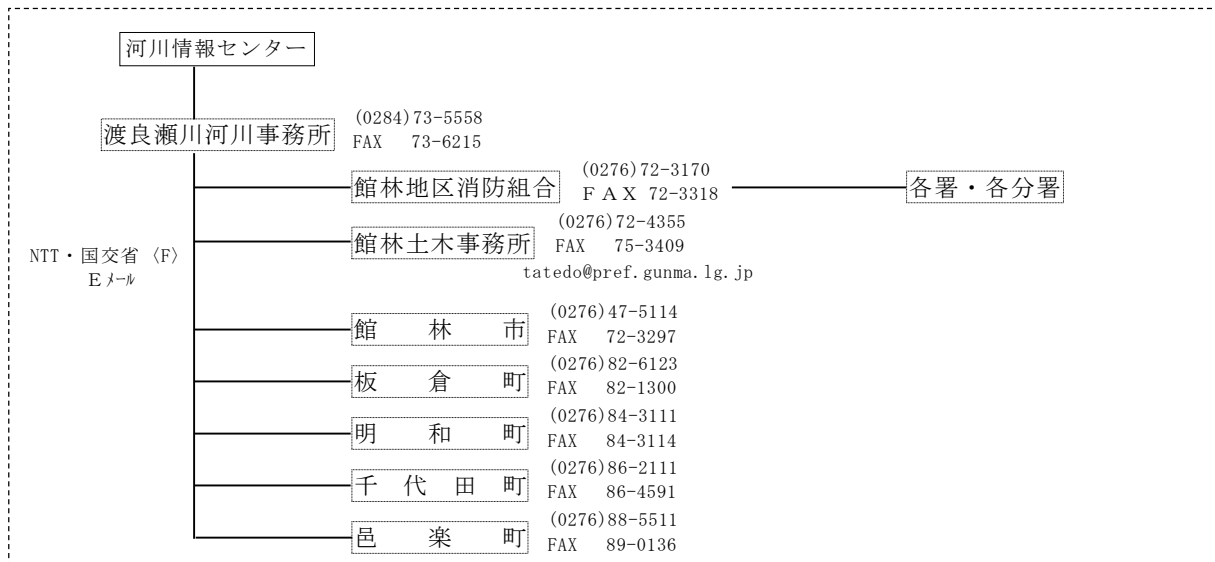 河川情報センター
渡良瀬川河川事務所
(0284)73-5558
FAX 73-6215
館林地区消防組合
(0276)72-3170
ＦＡＸ 72-3318
各署・各分署
館林土木事務所
(0276)72-4355
FAX 75-3409
tatedo@pref.gunma.lg.jp
NTT・国交省〈F〉
Ｅﾒｰﾙ
館林市
(0276)47-5114
FAX 72-3297
板倉町
(0276)82-6123
FAX 82-1300
明和町
(0276)84-3111
FAX 84-3114
千代田町
(0276)86-2111
FAX 86-4591
邑楽町
(0276)88-5511
FAX 89-0136